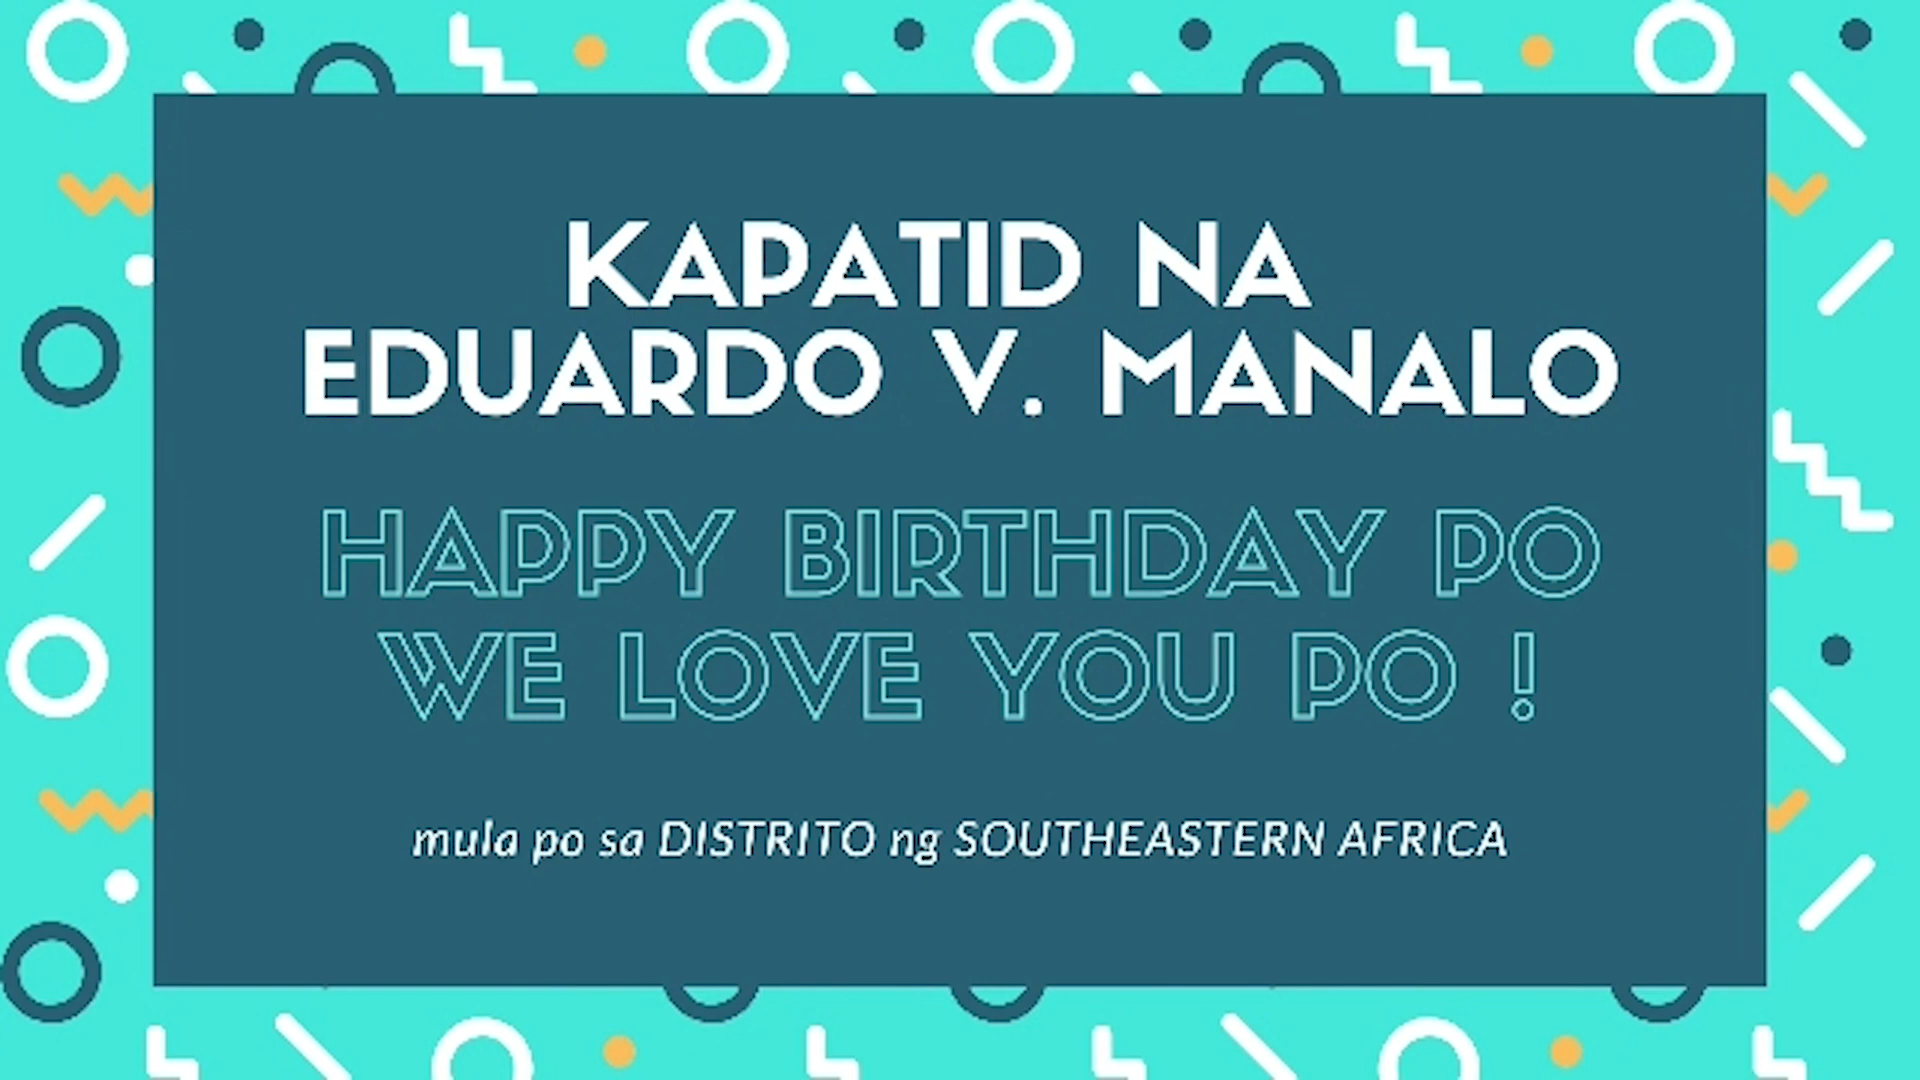 KAPATID NA
EDUARDO V. MANALO
HAPPY BIRTHDAY PO
WE LOVE YOU PO !
mula po sa DISTRITO ng SOUTHEASTERN AFRICA